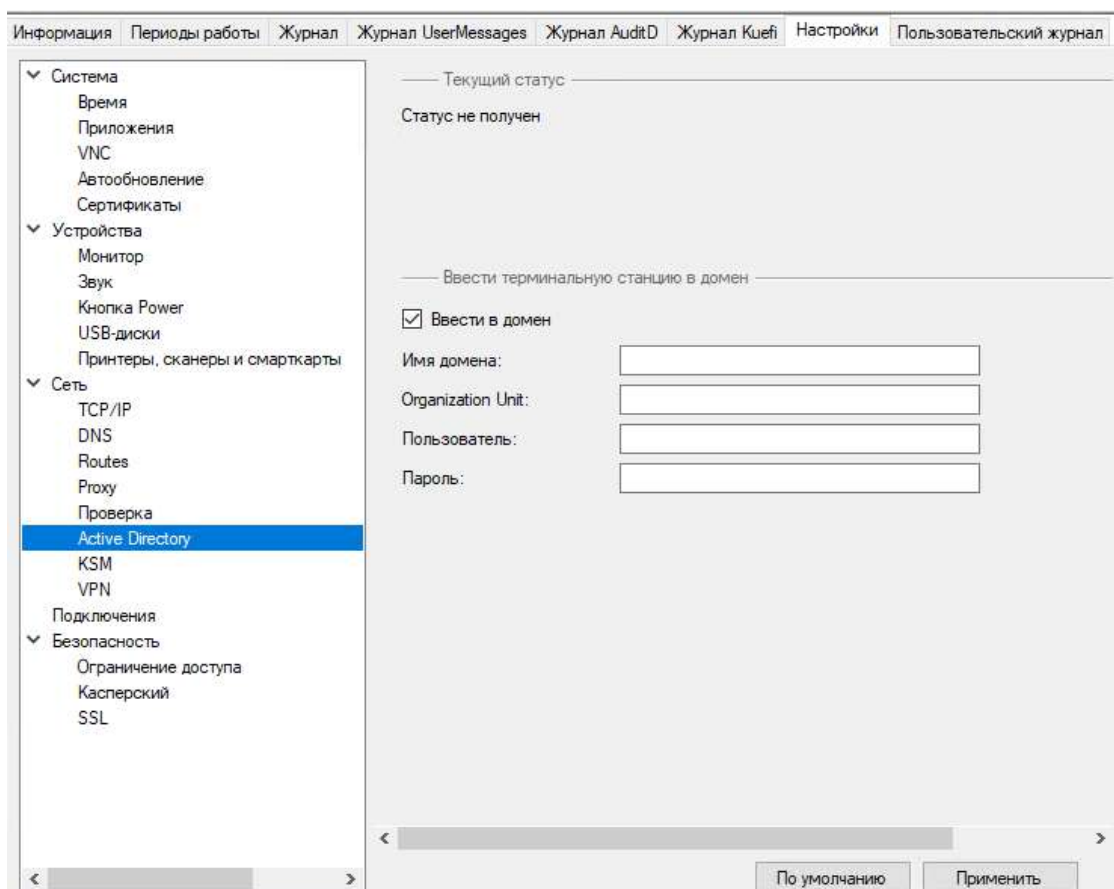 Информация Периоды работы Журнал Журнал UserMessages Журнал AuditD Журнал Kuefi Настройки Пользовательский журнал
Система
Время
Приложения
VNC
Автообновление
Сертификаты
Устройства
Монитор
Звук
Кнопка Power
USB-диски
Принтеры, сканеры и смарткарты
Сеть
TCP/IP
DNS
Routes
Proxy
Проверка
Active Directory
KSM
VPN
Подключения
Безопасность
Ограничение доступа
Касперский
SSL
Текущий статус
Статус не получен
Ввести терминальную станцию в домен
Ввести в домен
Имя домена:
Organization Unit:
Пользователь:
Пароль:
По умолчанию Применить